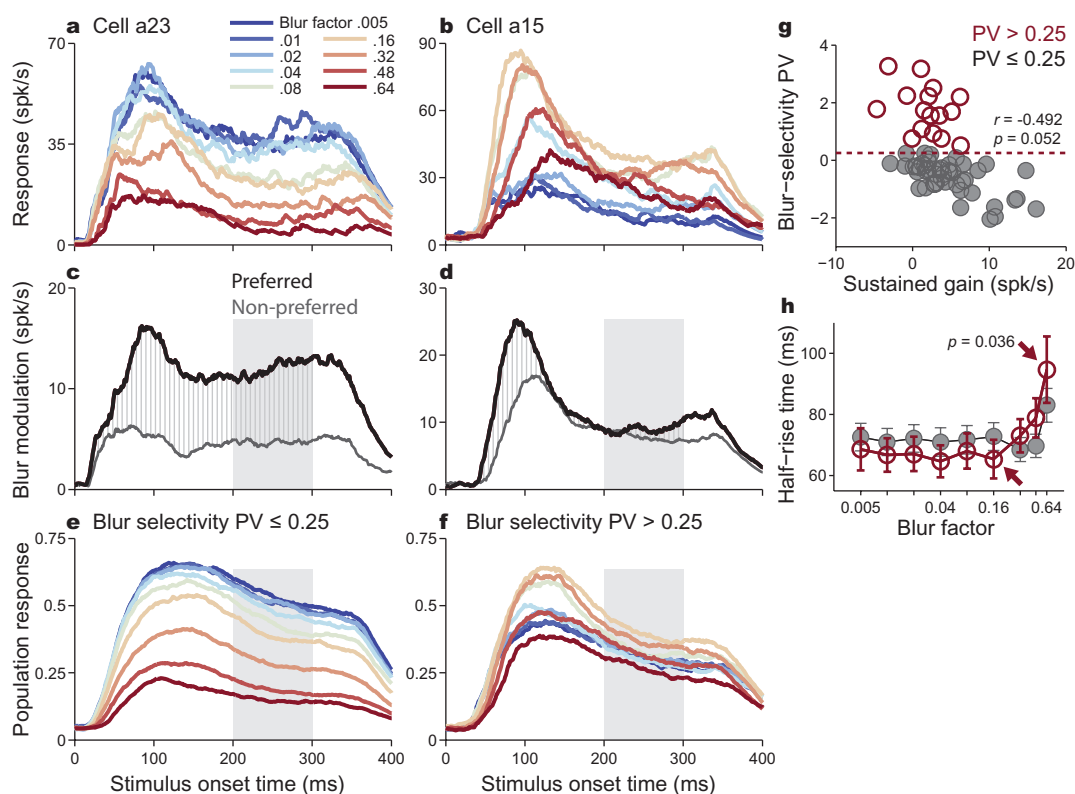 a Cell a23
Blur factor .005
.01 .16
.02 .32
.04 .48
.08 .64
Response (spk/s)
70
35
0
b Cell a15
90
60
30
0
c
Blur modulation (spk/s)
20
10
0
Preferred
Non-preferred
d
30
20
10
0
e Blur selectivity PV ≤ 0.25
Population response
0.75
0.5
0.25
0
0 100 200 300 400
Stimulus onset time (ms)
f Blur selectivity PV > 0.25
0.75
0.5
0.25
0
0 100 200 300 400
Stimulus onset time (ms)
g
PV > 0.25
PV ≤ 0.25
Blur−selectivity PV
4
2
0
−2
r = -0.492
p = 0.052
−10 0 10 20
Sustained gain (spk/s)
h
Half−rise time (ms)
100
80
60
p = 0.036
0.005 0.04 0.16 0.64
Blur factor